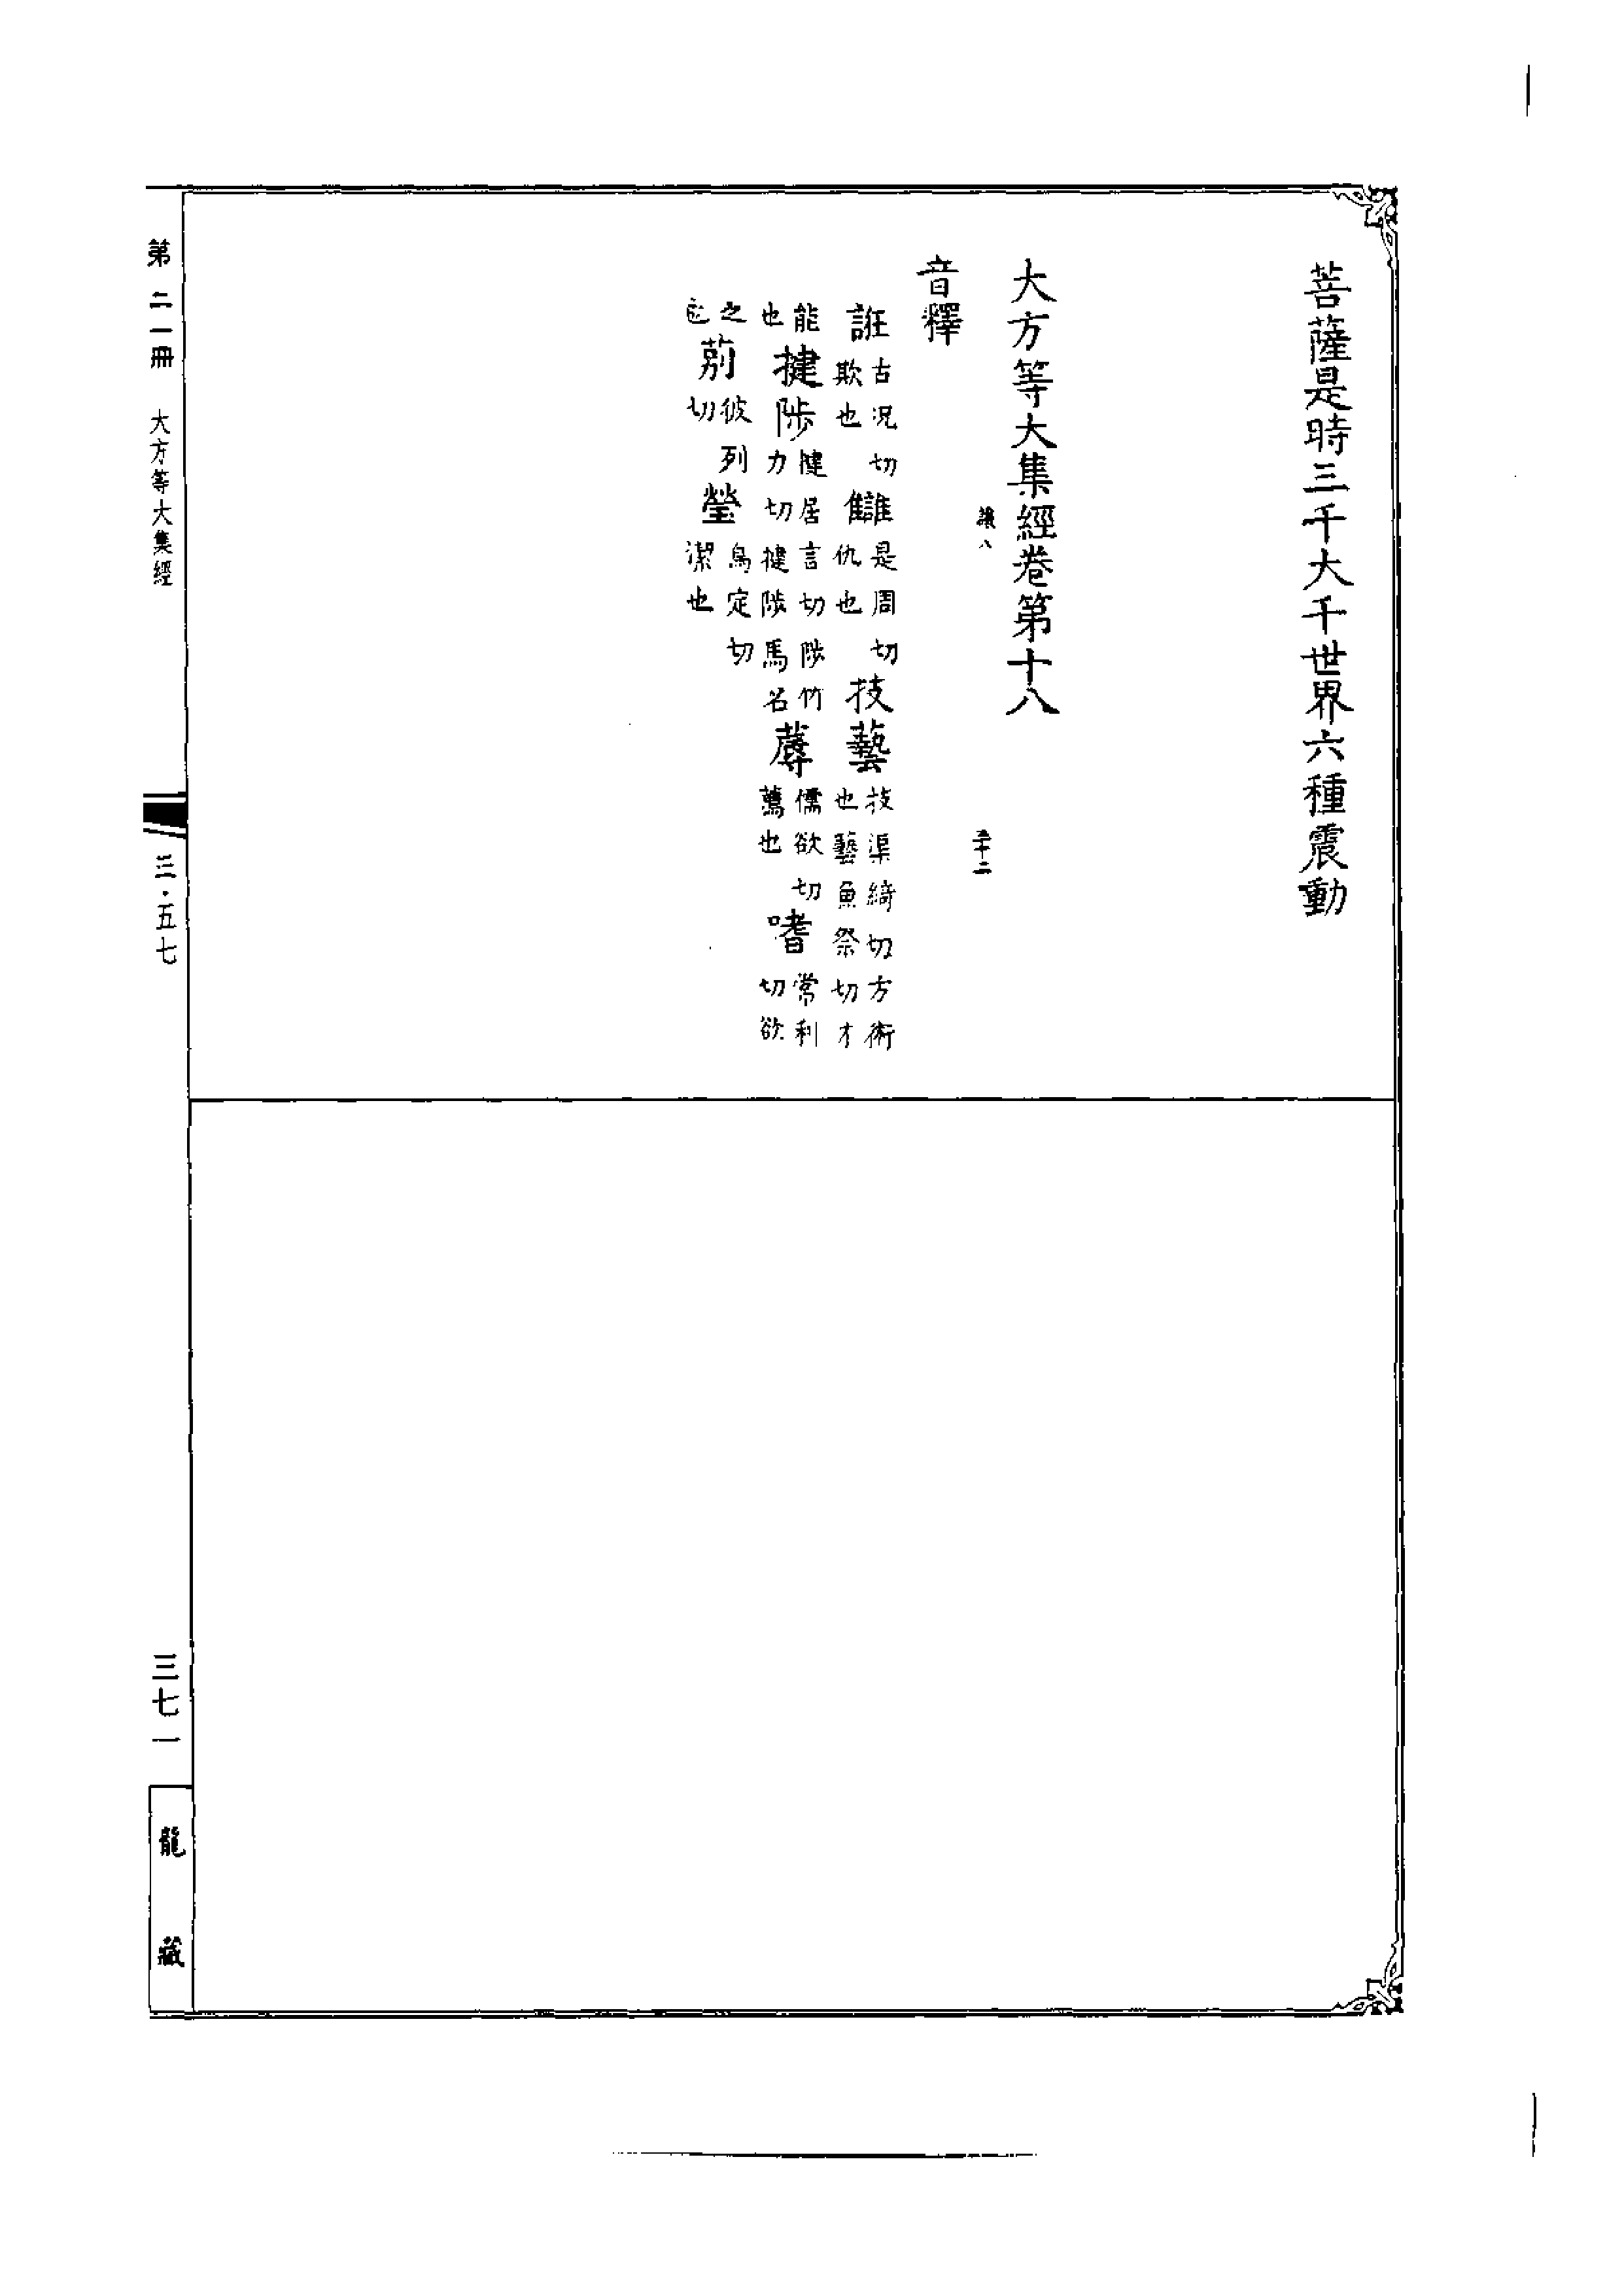 菩薩是時三千大千世界六種震動
大方等大集經卷第十八
讓八 二十二
音釋
誑古況切欺也讎是周切仇也技藝技渠綺切方術也藝魚祭切才
能也揵陟揵居言切陟竹力切揵陟馬名蓐儒欲切薦也嗜常利切欲
之也莂彼列切瑩烏定切潔也
第二一冊 大方等大集經
三·五七
三七一
龍藏